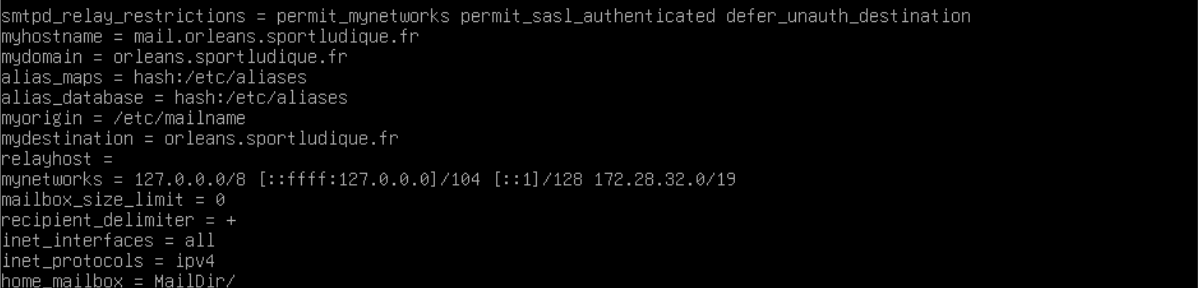 smtpd_relay_restrictions = permit_mynetworks permit_sasl_authenticated defer_unauth_destination
myhostname = mail.orleans.sportludique.fr
mydomain = orleans.sportludique.fr
alias_maps = hash:/etc/aliases
alias_database = hash:/etc/aliases
myorigin = /etc/mailname
mydestination = orleans.sportludique.fr
relayhost =
mynetworks = 127.0.0.0/8 [::ffff:127.0.0.0]/104 [::1]/128 172.28.32.0/19
mailbox_size_limit = 0
recipient_delimiter = +
inet_interfaces = all
inet_protocols = ipv4
home_mailbox = MailDir/